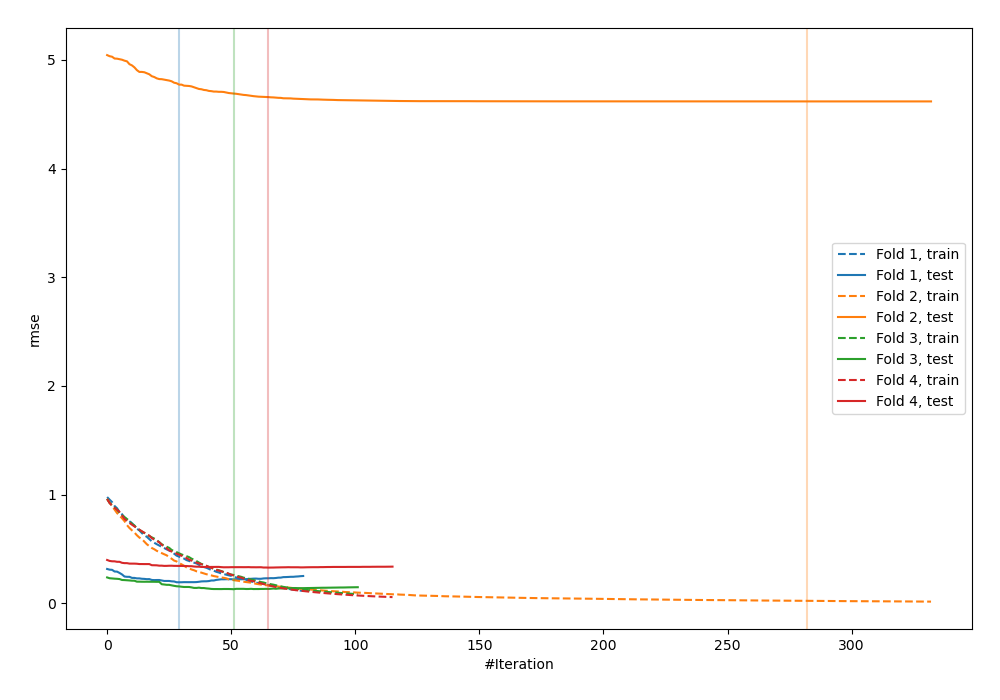 5
4
3
2
1
0
rmse
Fold 1, train
Fold 1, test
Fold 2, train
Fold 2, test
Fold 3, train
Fold 3, test
Fold 4, train
Fold 4, test
0 50 100 150 200 250 300
#Iteration